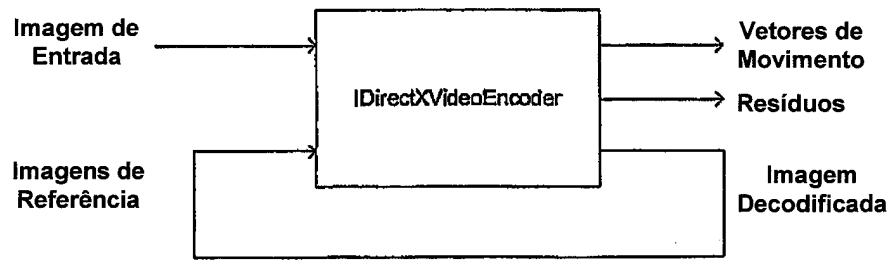 Imagem de
Entrada
IDirectXVideoEncoder
Vetores de
Movimento
Resíduos
Imagens de
Referência
Imagem
Decodificada